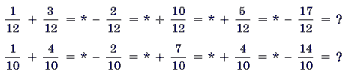 1/12 + 3/12 = * - 2/12 = * + 10/12 = * + 5/12 = * - 17/12 = ?
1/10 + 4/10 = * - 2/10 = * + 7/10 = * + 4/10 = * - 14/10 = ?